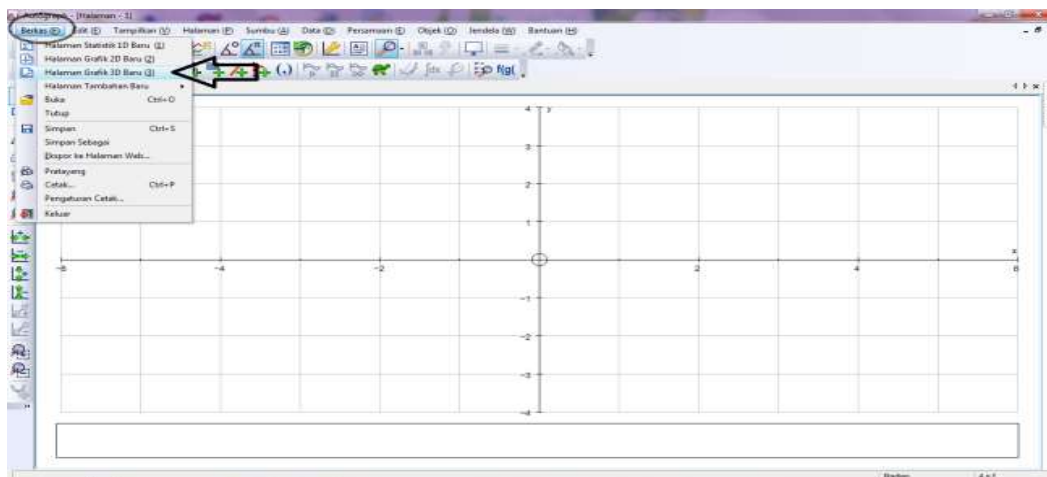 Autograph - [Halaman - 1]
Berkas (F) Edit (E) Tampilkan (V) Halaman (P) Sumbu (A) Data (D) Persamaan (E) Objek (O) Jendela (W) Bantuan (H)
Halaman Statistik 1D Baru (1)
Halaman Grafik 2D Baru (2)
Halaman Grafik 3D Baru (3)
Halaman Tambahan Baru
Buka Ctrl+O
Tutup
Simpan Ctrl+S
Simpan Sebagai
Ekspor ke Halaman Web...
Pratayang
Cetak... Ctrl+P
Pengaturan Cetak...
Keluar
4 y
3
2
1
x
-6 -4 -2 2 4 6
-1
-2
-3
-4